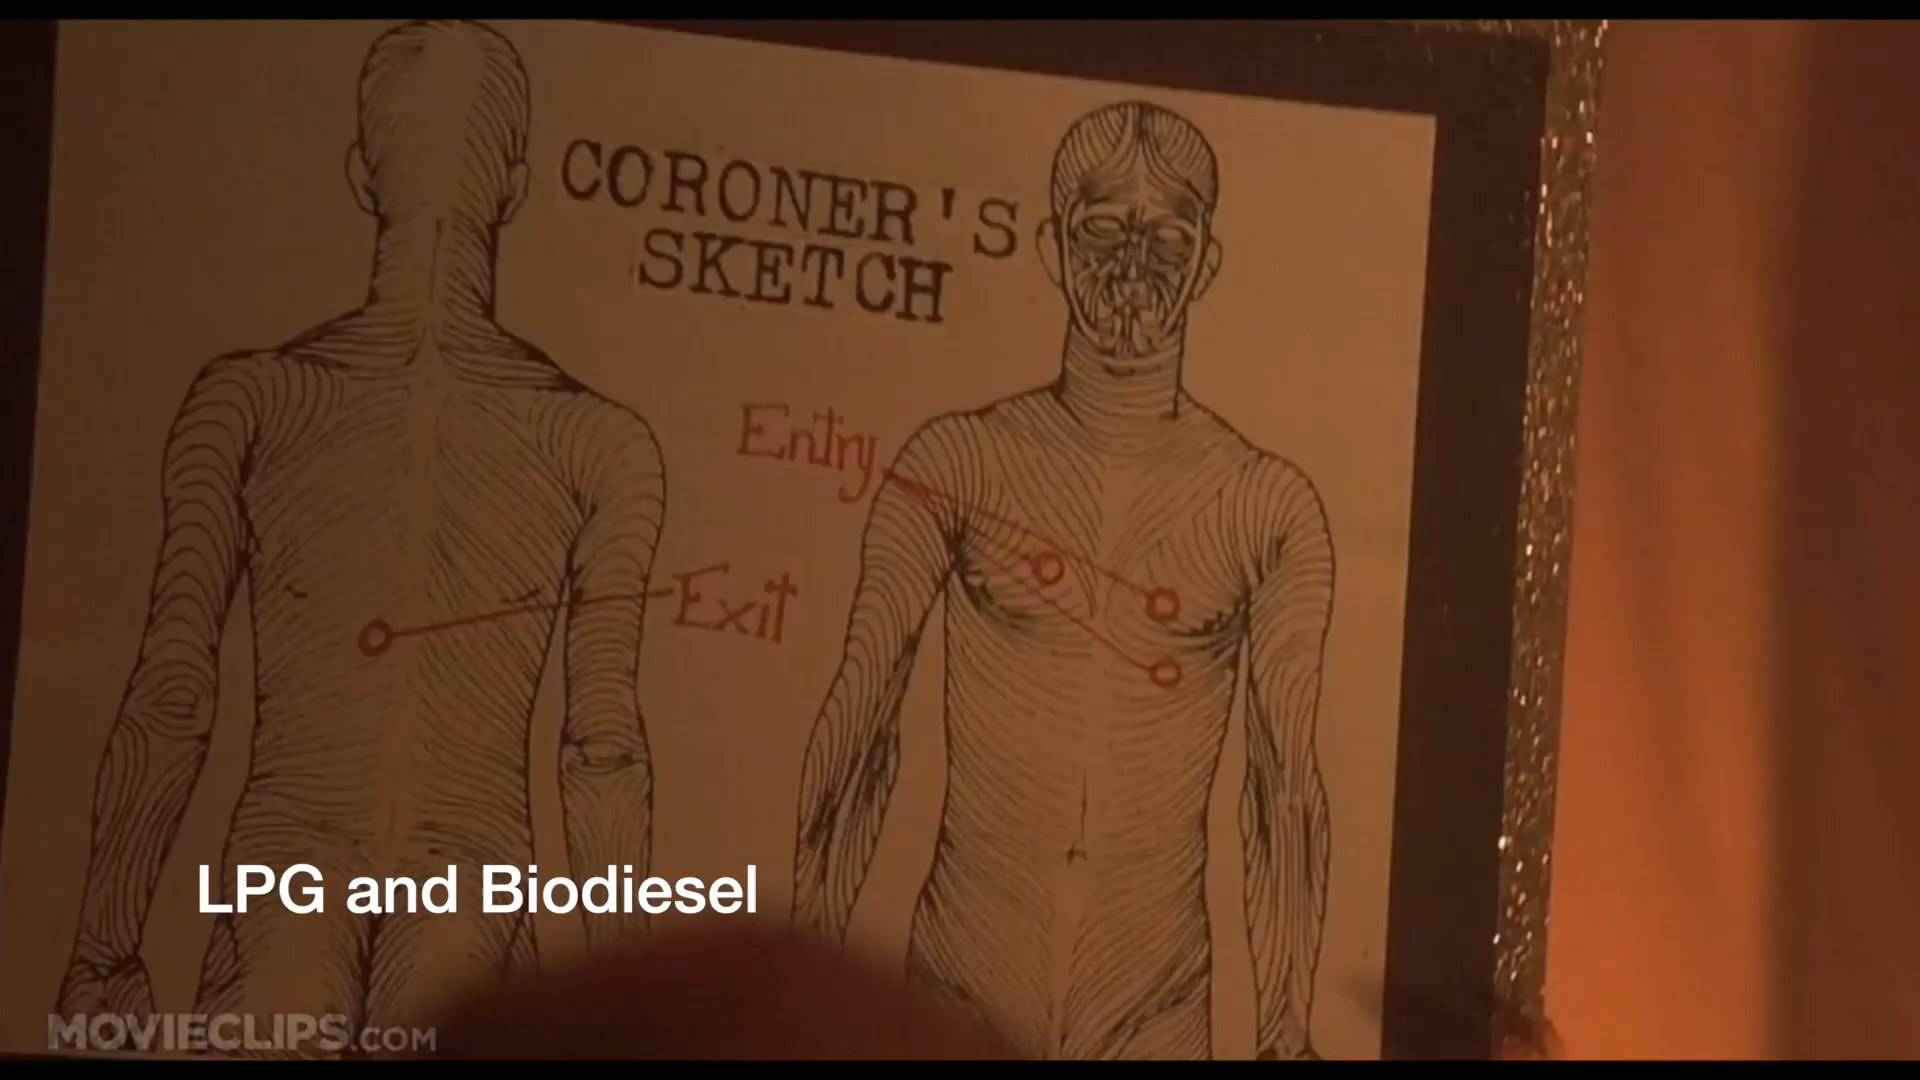 CORONER'S
SKETCH
Entry
Exit
LPG and Biodiesel
MOVIECLIPS.COM